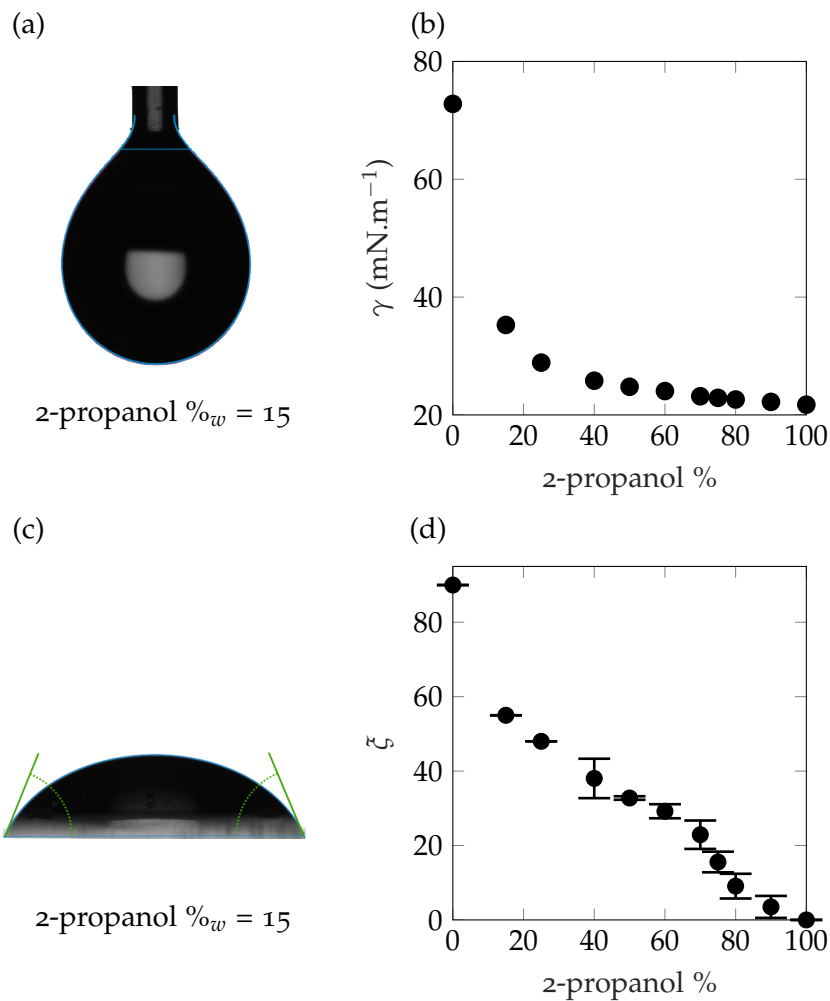 (a)
2-propanol %w = 15
(b)
80
60
40
20
γ (mN.m−1)
0 20 40 60 80 100
2-propanol %
(c)
2-propanol %w = 15
(d)
80
60
40
20
0
ξ
0 20 40 60 80 100
2-propanol %